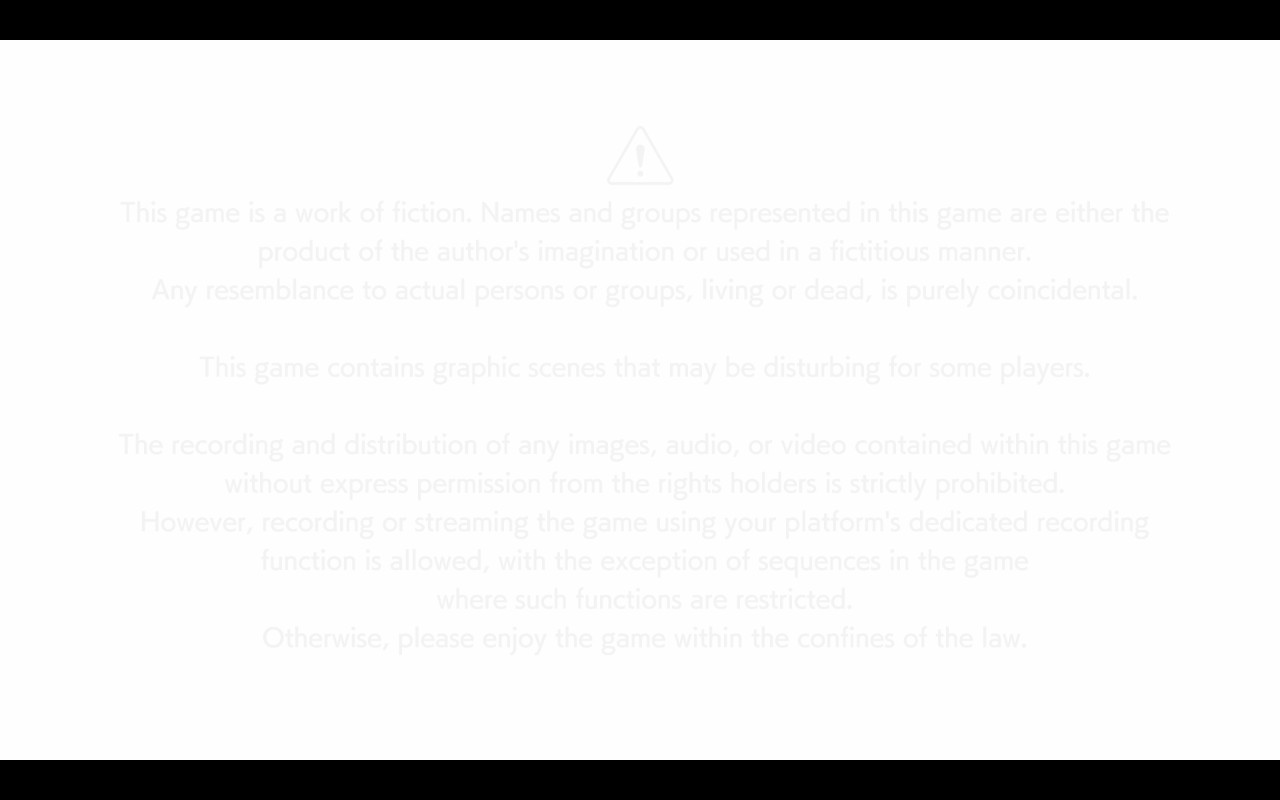 This game is a work of fiction. Names and groups represented in this game are either the
product of the author's imagination or used in a fictitious manner.
Any resemblance to actual persons or groups, living or dead, is purely coincidental.
This game contains graphic scenes that may be disturbing for some players.
The recording and distribution of any images, audio, or video contained within this game
without express permission from the rights holders is strictly prohibited.
However, recording or streaming the game using your platform's dedicated recording
function is allowed, with the exception of sequences in the game
where such functions are restricted.
Otherwise, please enjoy the game within the confines of the law.